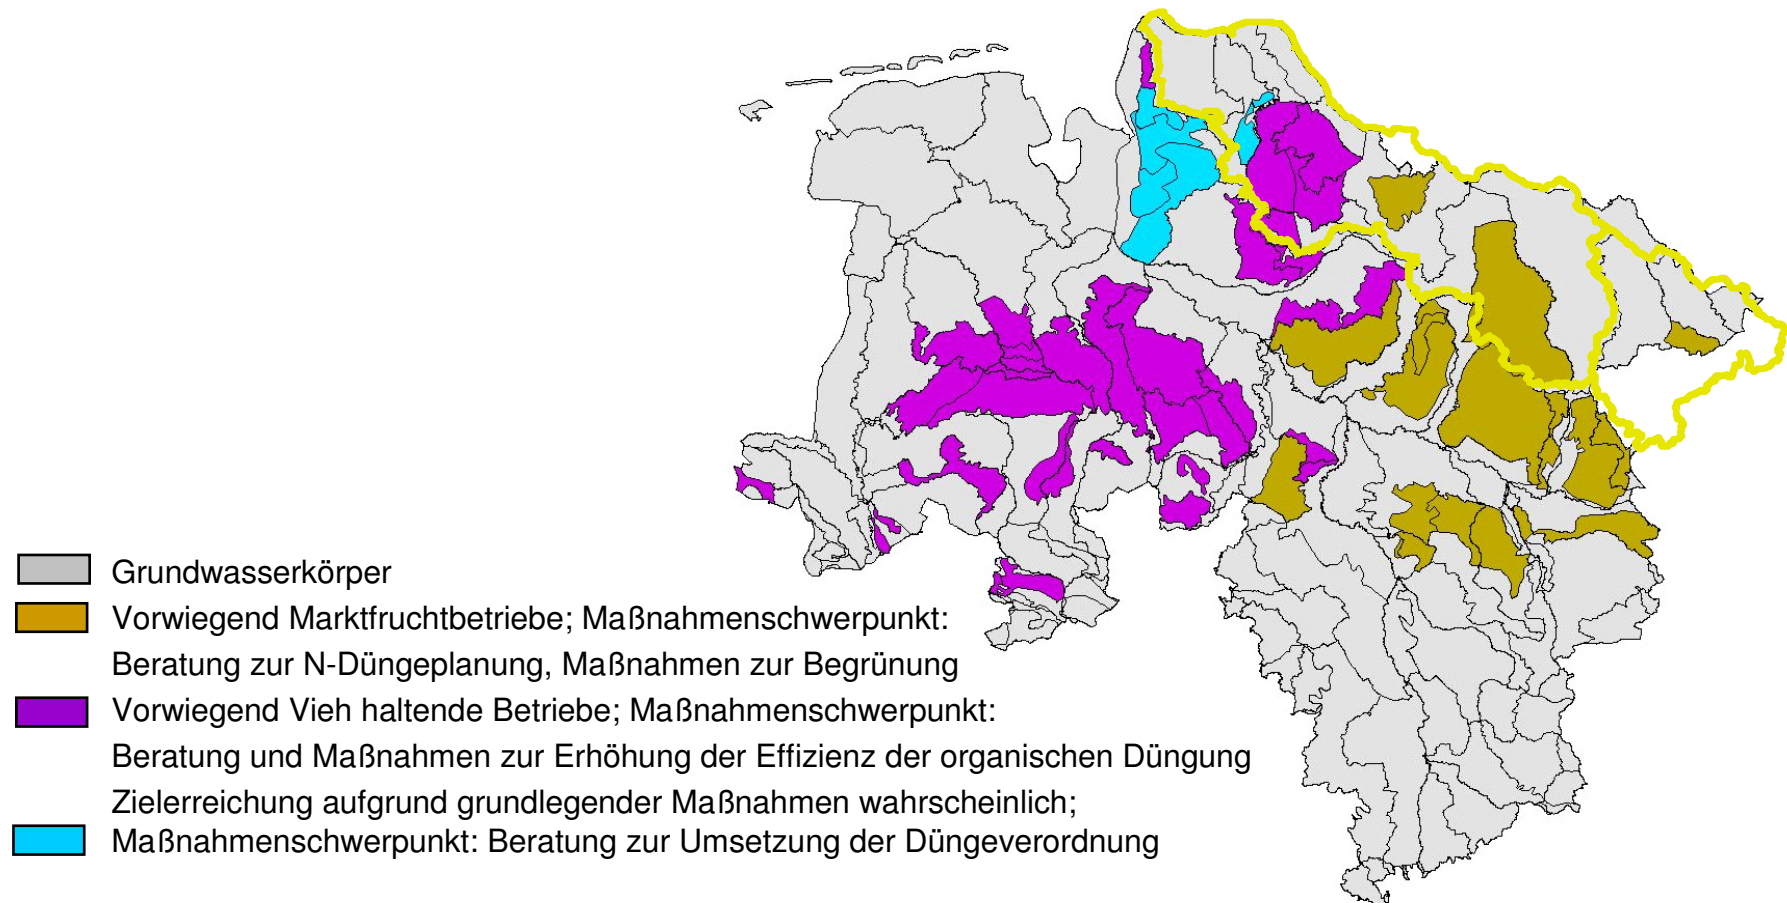 Grundwasserkörper
Vorwiegend Marktfruchtbetriebe; Maßnahmenschwerpunkt:
Beratung zur N-Düngeplanung, Maßnahmen zur Begrünung
Vorwiegend Vieh haltende Betriebe; Maßnahmenschwerpunkt:
Beratung und Maßnahmen zur Erhöhung der Effizienz der organischen Düngung
Zielerreichung aufgrund grundlegender Maßnahmen wahrscheinlich;
Maßnahmenschwerpunkt: Beratung zur Umsetzung der Düngeverordnung